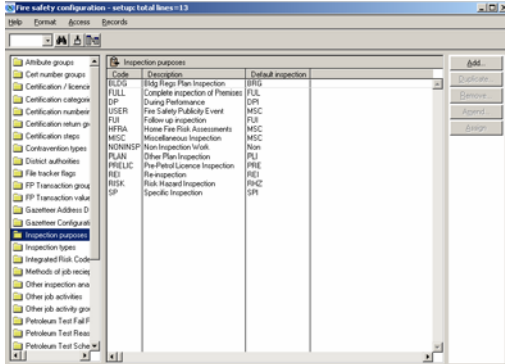 Fire safety configuration - setup: total lines=13
Help Format Access Records
Attribute groups
Cert number groups
Certification / licencin
Certification categorie
Certification numberin
Certification return gr
Certification steps
Contravention types
District authorities
File tracker flags
FP Transaction group
FP Transaction value
Gazetteer Address D
Gazetteer Configurati
Inspection purposes
Inspection types
Integrated Risk Code
Methods of job reciep
Other inspection ana
Other job activities
Other job activity gro
Petroleum Test Fail F
Petroleum Test Reas
Petroleum Test Sche
Inspection purposes
Code Description Default inspection
BLDG Bldg Regs Plan Inspection BRG
FULL Complete inspection of Premises FUL
DP During Performance DPI
USER Fire Safety Publicity Event MSC
FUI Follow up inspection FUI
HFRA Home Fire Risk Assessments MSC
MISC Miscellaneous Inspection MSC
NONINSP Non Inspection Work Non
PLAN Other Plan Inspection PLI
PRELIC Pre-Petrol Licence Inspection PRE
REI Re-inspection REI
RISK Risk Hazard Inspection RHZ
SP Specific Inspection SPI
Add...
Duplicate...
Remove...
Append...
Assign